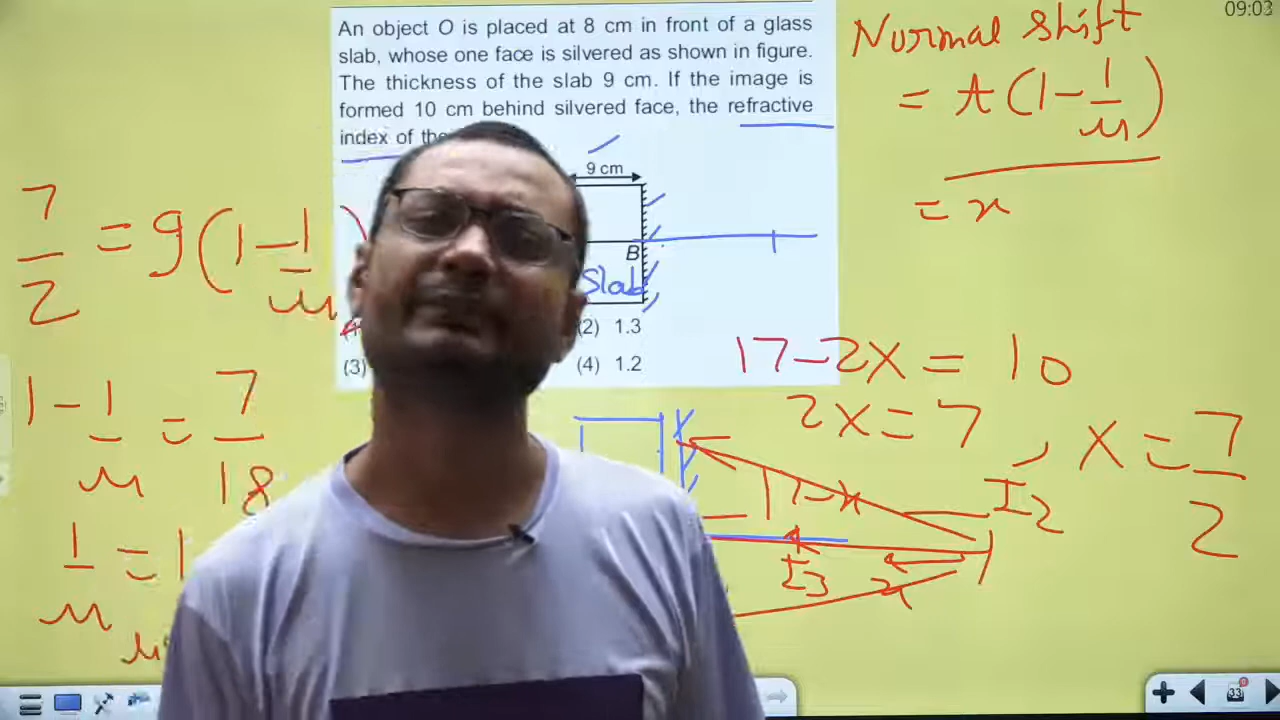 09:03
An object O is placed at 8 cm in front of a glass
slab, whose one face is silvered as shown in figure.
The thickness of the slab 9 cm. If the image is
formed 10 cm behind silvered face, the refractive
index of the
9 cm
B
Slab
(2) 1.3
(3)
(4) 1.2
Normal shift
= t(1-1/μ)
= x
7/2 = 9(1-1/μ)
1-1/μ = 7/18
1/μ = 1
μ
17-2x = 10
2x = 7, x = 7/2
17-x
I2
I3
x
33